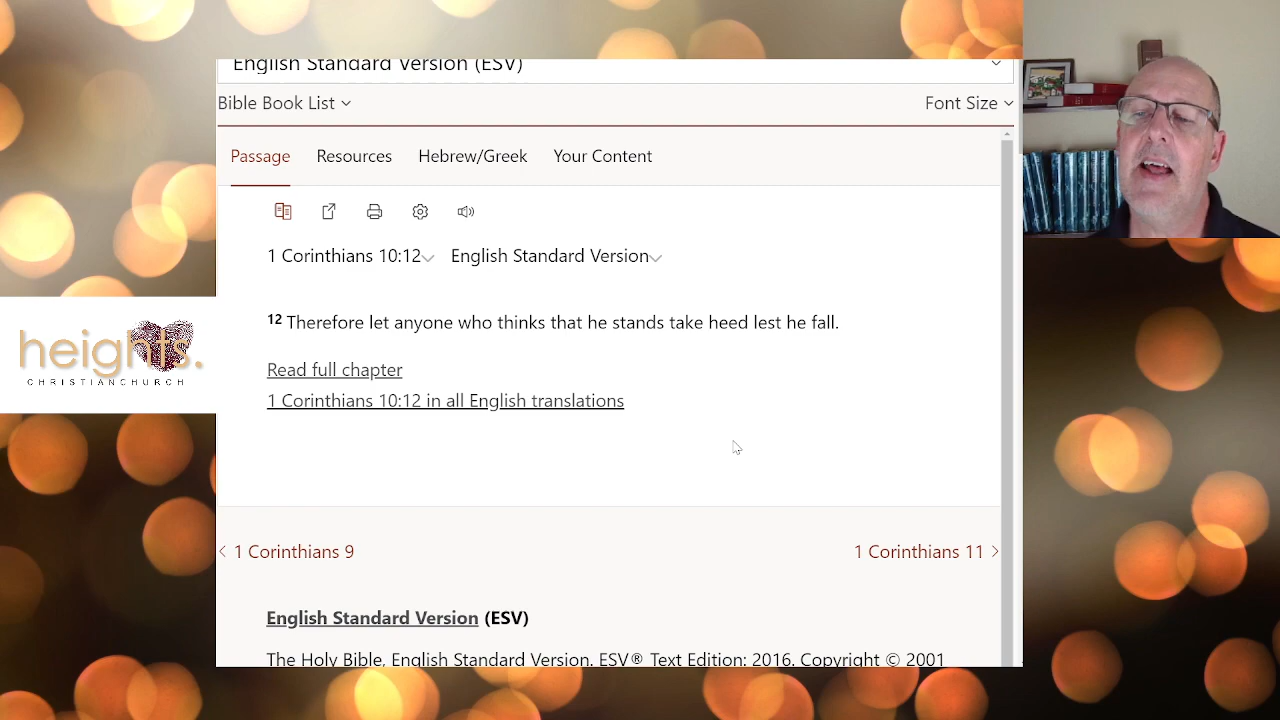 English Standard Version (ESV)
Bible Book List
Font Size
Passage Resources Hebrew/Greek Your Content
1 Corinthians 10:12 English Standard Version
12 Therefore let anyone who thinks that he stands take heed lest he fall.
Read full chapter
1 Corinthians 10:12 in all English translations
heights.
CHRISTIANCHURCH
1 Corinthians 9
1 Corinthians 11
English Standard Version (ESV)
The Holy Bible, English Standard Version. ESV® Text Edition: 2016. Copyright © 2001